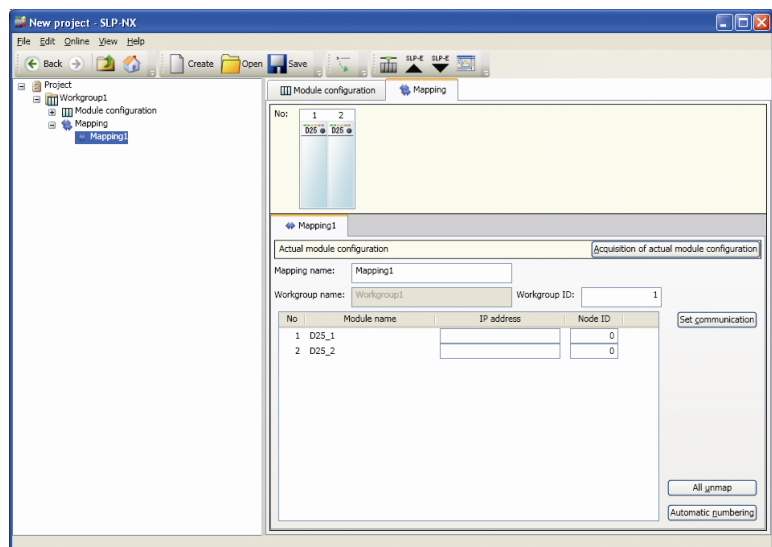 New project - SLP-NX
File Edit Online View Help
Back Create Open Save SLP-E SLP-E
Project
Workgroup1
Module configuration
Mapping
Mapping1
Module configuration Mapping
No: 1 2
D25 D25
Mapping1
Actual module configuration Acquisition of actual module configuration
Mapping name: Mapping1
Workgroup name: Workgroup1 Workgroup ID: 1
No Module name IP address Node ID Set communication
1 D25_1 0
2 D25_2 0
All unmap
Automatic numbering